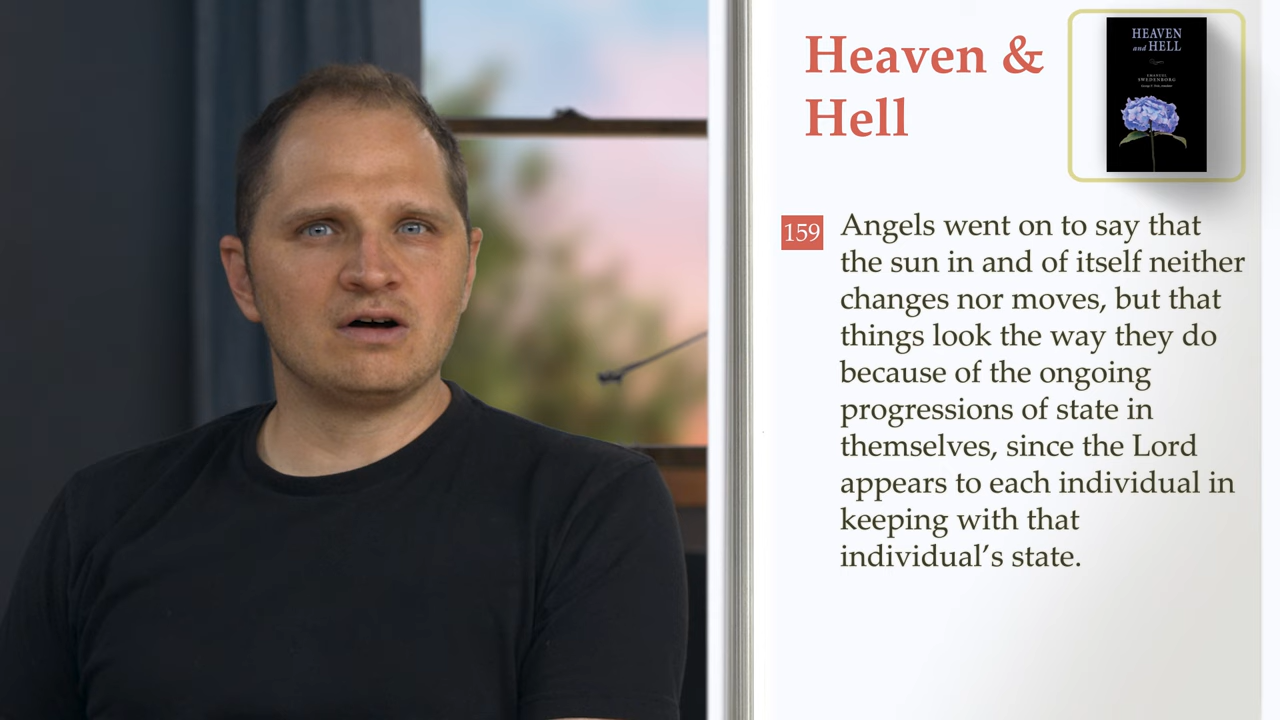 Heaven &
Hell
HEAVEN
and HELL
EMANUEL
SWEDENBORG
159
Angels went on to say that
the sun in and of itself neither
changes nor moves, but that
things look the way they do
because of the ongoing
progressions of state in
themselves, since the Lord
appears to each individual in
keeping with that
individual’s state.